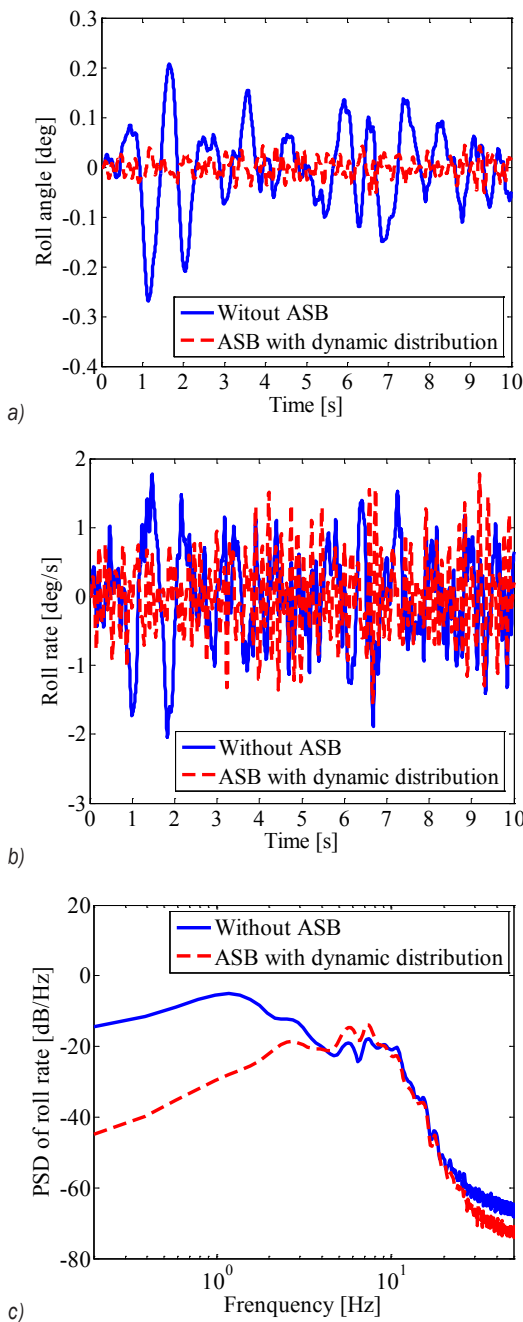 0.3
0.2
0.1
0
-0.1
-0.2
-0.3
-0.4
Roll angle [deg]
Witout ASB
ASB with dynamic distribution
0 1 2 3 4 5 6 7 8 9 10
Time [s]
a)
2
1
0
-1
-2
-3
Roll rate [deg/s]
Without ASB
ASB with dynamic distribution
0 1 2 3 4 5 6 7 8 9 10
Time [s]
b)
20
0
-20
-40
-60
-80
PSD of roll rate [dB/Hz]
Without ASB
ASB with dynamic distribution
10^0 10^1
Frenquency [Hz]
c)